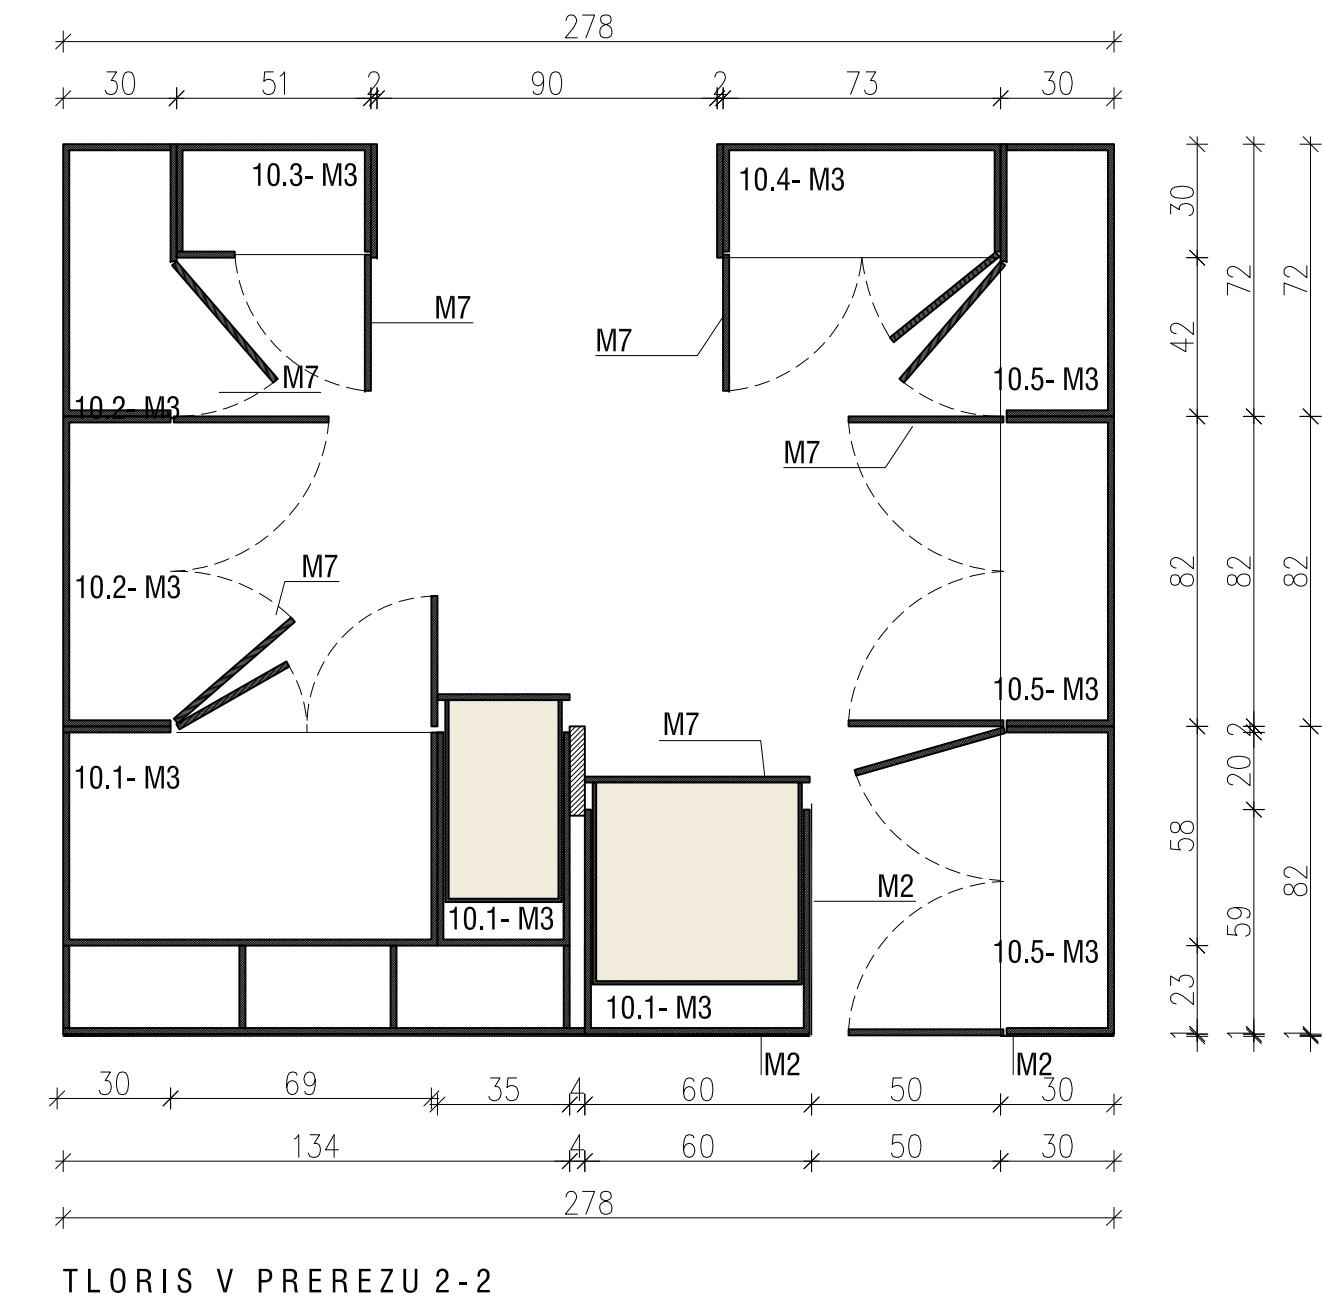 278
30 51 2 90 2 73 30
10.3- M3
10.4- M3
30 72 72
M7
M7
42
M7
10.5- M3
10.2- M3
M7
82 82 82
M7
10.2- M3
10.5- M3
M7
2
20
10.1- M3
58
82
M2
10.1- M3
59
10.5- M3
23
10.1- M3
1 1 1
M2
M2
30 69 35 4 60 50 30
134 4 60 50 30
278
TLORIS V PREREZU 2-2